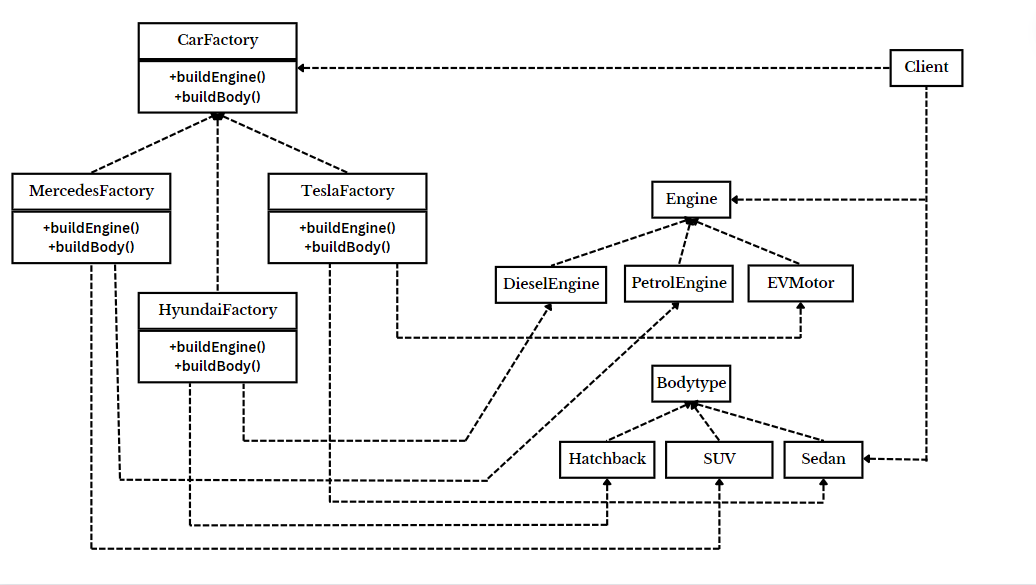 CarFactory
+buildEngine()
+buildBody()
Client
MercedesFactory
+buildEngine()
+buildBody()
TeslaFactory
+buildEngine()
+buildBody()
Engine
DieselEngine
PetrolEngine
EVMotor
HyundaiFactory
+buildEngine()
+buildBody()
Bodytype
Hatchback
SUV
Sedan